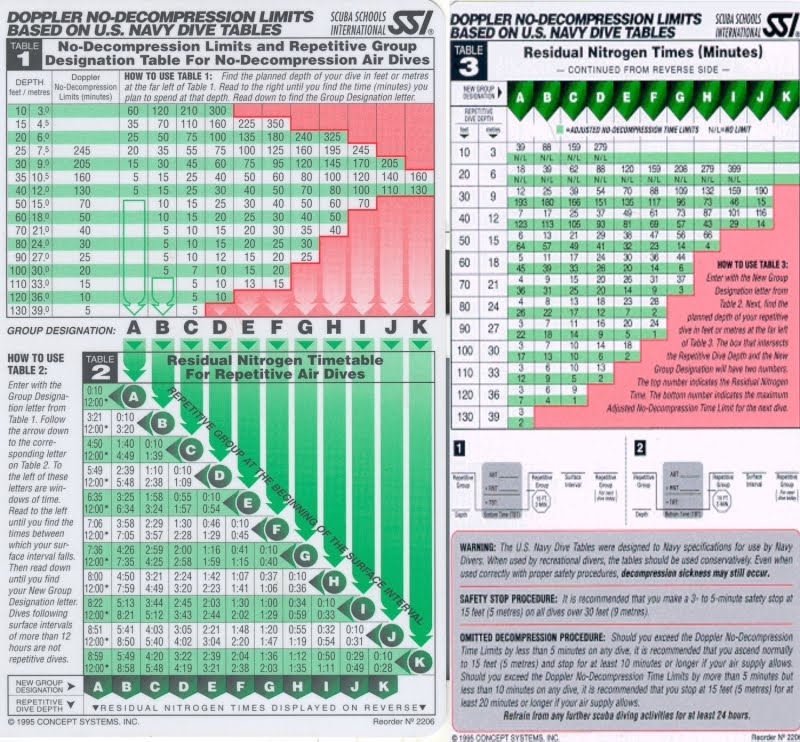 DOPPLER NO-DECOMPRESSION LIMITS
BASED ON U.S. NAVY DIVE TABLES
SCUBA SCHOOLS
INTERNATIONAL
SSI
TABLE
1
No-Decompression Limits and Repetitive Group
Designation Table For No-Decompression Air Dives
DEPTH
feet / metres
Doppler
No-Decompression
Limits (minutes)
HOW TO USE TABLE 1: Find the planned depth of your dive in feet or metres
at the far left of Table 1. Read to the right until you find the time (minutes) you
plan to spend at that depth. Read down to find the Group Designation letter.
10 3.0 60 120 210 300
15 4.5 35 70 110 160 225 350
20 6.0 25 50 75 100 135 180 240 325
25 7.5 245 20 35 55 75 100 125 160 195 245
30 9.0 205 15 30 45 60 75 95 120 145 170 205
35 10.5 160 5 15 25 40 50 60 80 100 120 140 160
40 12.0 130 5 15 25 30 40 50 70 80 100 110 130
50 15.0 70 10 15 25 30 40 50 60 70
60 18.0 50 10 15 20 25 30 40 50
70 21.0 40 5 10 15 20 30 35 40
80 24.0 30 5 10 15 20 25 30
90 27.0 25 5 10 12 15 20 25
100 30.0 20 5 7 10 15 20
110 33.0 15 5 10 13 15
120 36.0 10 5 10
130 39.0 5 5
GROUP DESIGNATION: A B C D E F G H I J K
HOW TO USE
TABLE 2:
Enter with the
Group Designa-
tion letter from
Table 1. Follow
the arrow down
to the corre-
sponding letter
on Table 2. To
the left of these
letters are win-
dows of time.
Read to the left
until you find the
times between
which your sur-
face interval falls.
Then read down
until you find
your New Group
Designation letter.
Dives following
surface intervals
of more than 12
hours are not
repetitive dives.
TABLE
2
Residual Nitrogen Timetable
For Repetitive Air Dives
REPETITIVE GROUP AT THE BEGINNING OF THE SURFACE INTERVAL
0:10 A
12:00*
3:21 0:10 B
12:00* 3:20
4:50 1:40 0:10 C
12:00* 4:49 1:39
5:49 2:39 1:10 0:10 D
12:00* 5:48 2:38 1:09
6:35 3:25 1:58 0:55 0:10 E
12:00* 6:34 3:24 1:57 0:54
7:06 3:58 2:29 1:30 0:46 0:10 F
12:00* 7:05 3:57 2:28 1:29 0:45
7:36 4:26 2:59 2:00 1:16 0:41 0:10 G
12:00* 7:35 4:25 2:58 1:59 1:15 0:40
8:00 4:50 3:21 2:24 1:42 1:07 0:37 0:10 H
12:00* 7:59 4:49 3:20 2:23 1:41 1:06 0:36
8:22 5:13 3:44 2:45 2:03 1:30 1:00 0:34 0:10 I
12:00* 8:21 5:12 3:43 2:44 2:02 1:29 0:59 0:33
8:51 5:41 4:03 3:05 2:21 1:48 1:20 0:55 0:32 0:10 J
12:00* 8:50 5:40 4:02 3:04 2:20 1:47 1:19 0:54 0:31
8:59 5:49 4:20 3:22 2:39 2:04 1:36 1:12 0:50 0:29 0:10 K
12:00* 8:58 5:48 4:19 3:21 2:38 2:03 1:35 1:11 0:49 0:28
NEW GROUP
DESIGNATION
A B C D E F G H I J K
REPETITIVE
DIVE DEPTH
RESIDUAL NITROGEN TIMES DISPLAYED ON REVERSE
© 1995 CONCEPT SYSTEMS, INC.
Reorder Nº 2206
DOPPLER NO-DECOMPRESSION LIMITS
BASED ON U.S. NAVY DIVE TABLES
SCUBA SCHOOLS
INTERNATIONAL
SSI
TABLE
3
Residual Nitrogen Times (Minutes)
— CONTINUED FROM REVERSE SIDE —
NEW GROUP
DESIGNATION
A B C D E F G H I J K
REPETITIVE
DIVE DEPTH
feet metres
=ADJUSTED NO-DECOMPRESSION TIME LIMITS N/L=NO LIMIT
10 3 39 88 159 279
N/L N/L N/L N/L
20 6 18 39 62 88 120 159 208 279 399
N/L N/L N/L N/L N/L N/L N/L N/L N/L
30 9 12 25 39 54 70 88 109 132 159 190
193 180 166 151 135 117 96 73 46 15
40 12 7 17 25 37 49 61 73 87 101 116
123 113 105 93 81 69 57 43 29 14
50 15 6 13 21 29 38 47 56 66
64 57 49 41 32 23 14 4
60 18 5 11 17 24 30 36 44
45 39 33 26 20 14 6
70 21 4 9 15 20 26 31 37
36 31 25 20 14 9 3
80 24 4 8 13 18 23 28
26 22 17 12 7 2
90 27 3 7 11 16 20 24
22 18 14 9 5 1
100 30 3 7 10 14 18
17 13 10 6 2
110 33 3 6 10 13
12 9 5 2
120 36 3 6 9
7 4 1
130 39 3
2
HOW TO USE TABLE 3:
Enter with the New Group
Designation letter from
Table 2. Next, find the
planned depth of your repetitive
dive in feet or metres at the far left
of Table 3. The box that intersects
the Repetitive Dive Depth and the New
Group Designation will have two numbers.
The top number indicates the Residual Nitrogen
Time. The bottom number indicates the maximum
Adjusted No-Decompression Time Limit for the next dive.
1
Repetitive
Group
ABT
+ RNT
= TBT
Depth
Bottom Time (TBT)
Repetitive
Group
15 FT.
3 MIN.
Surface
Interval
Repetitive
Group
2
Repetitive
Group
ABT
+ RNT
= TBT
Depth
Bottom Time (TBT)
Repetitive
Group
15 FT.
3 MIN.
Surface
Interval
Repetitive
Group
WARNING: The U.S. Navy Dive Tables were designed to Navy specifications for use by Navy
Divers. When used by recreational divers, the tables should be used conservatively. Even when
used correctly with proper safety procedures, decompression sickness may still occur.
SAFETY STOP PROCEDURE: It is recommended that you make a 3- to 5-minute safety stop at
15 feet (5 metres) on all dives over 30 feet (9 metres).
OMITTED DECOMPRESSION PROCEDURE: Should you exceed the Doppler No-Decompression
Time Limits by less than 5 minutes on any dive, it is recommended that you ascend normally
to 15 feet (5 metres) and stop for at least 10 minutes or longer if your air supply allows.
Should you exceed the Doppler No-Decompression Time Limits by more than 5 minutes but
less than 10 minutes on any dive, it is recommended that you stop at 15 feet (5 metres) for at
least 20 minutes or longer if your air supply allows.
Refrain from any further scuba diving activities for at least 24 hours.
© 1995 CONCEPT SYSTEMS, INC.
Reorder Nº 2206